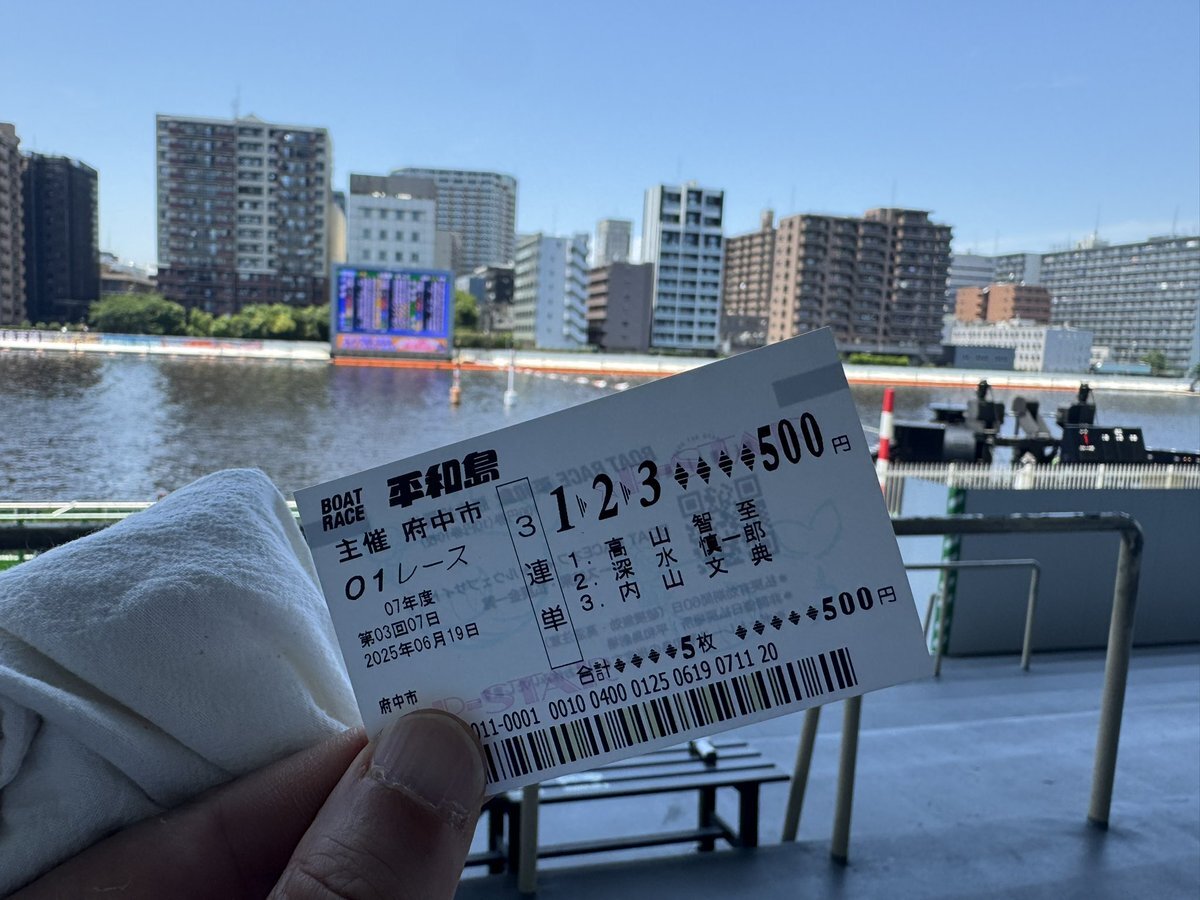 BOAT RACE 平和島
主催 府中市
01レース
07年度
第03回07日
2025年06月19日
府中市
3連単
1▷2▷3 ◆◆◆◆500円
1. 高山智至
2. 深水慎一郎
3. 内山文典
合計◆◆◆◆5枚 ◆◆◆◆◆◆500円
011-0001 0010 0400 0125 0619 0711 20